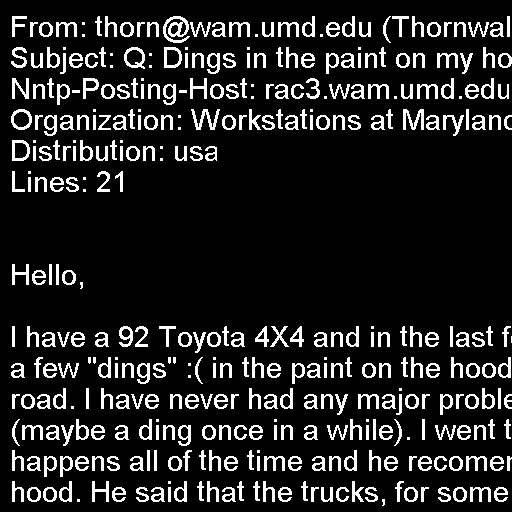 From: thorn@wam.umd.edu (Thornwal
Subject: Q: Dings in the paint on my ho
Nntp-Posting-Host: rac3.wam.umd.edu
Organization: Workstations at Maryland
Distribution: usa
Lines: 21
Hello,
I have a 92 Toyota 4X4 and in the last f
a few "dings" :( in the paint on the hood
road. I have never had any major proble
(maybe a ding once in a while). I went t
happens all of the time and he recomen
hood. He said that the trucks, for some